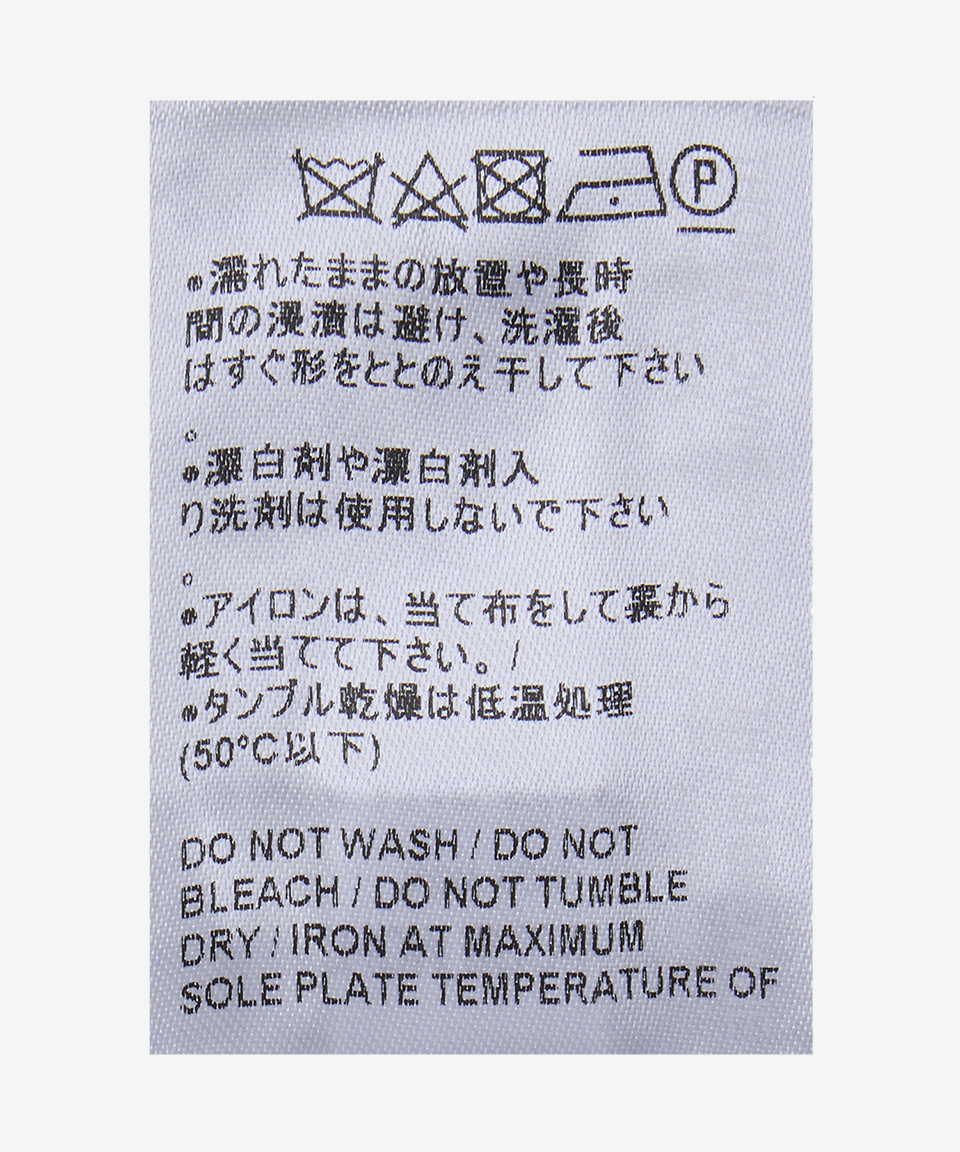 P
●濡れたままの放置や長時
間の浸漬は避け、洗濯後
はすぐ形をととのえ干して下さい
。
●漂白剤や漂白剤入
り洗剤は使用しないで下さい
。
●アイロンは、当て布をして裏から
軽く当てて下さい。/
●タンブル乾燥は低温処理
(50°C以下)
DO NOT WASH / DO NOT
BLEACH / DO NOT TUMBLE
DRY / IRON AT MAXIMUM
SOLE PLATE TEMPERATURE OF